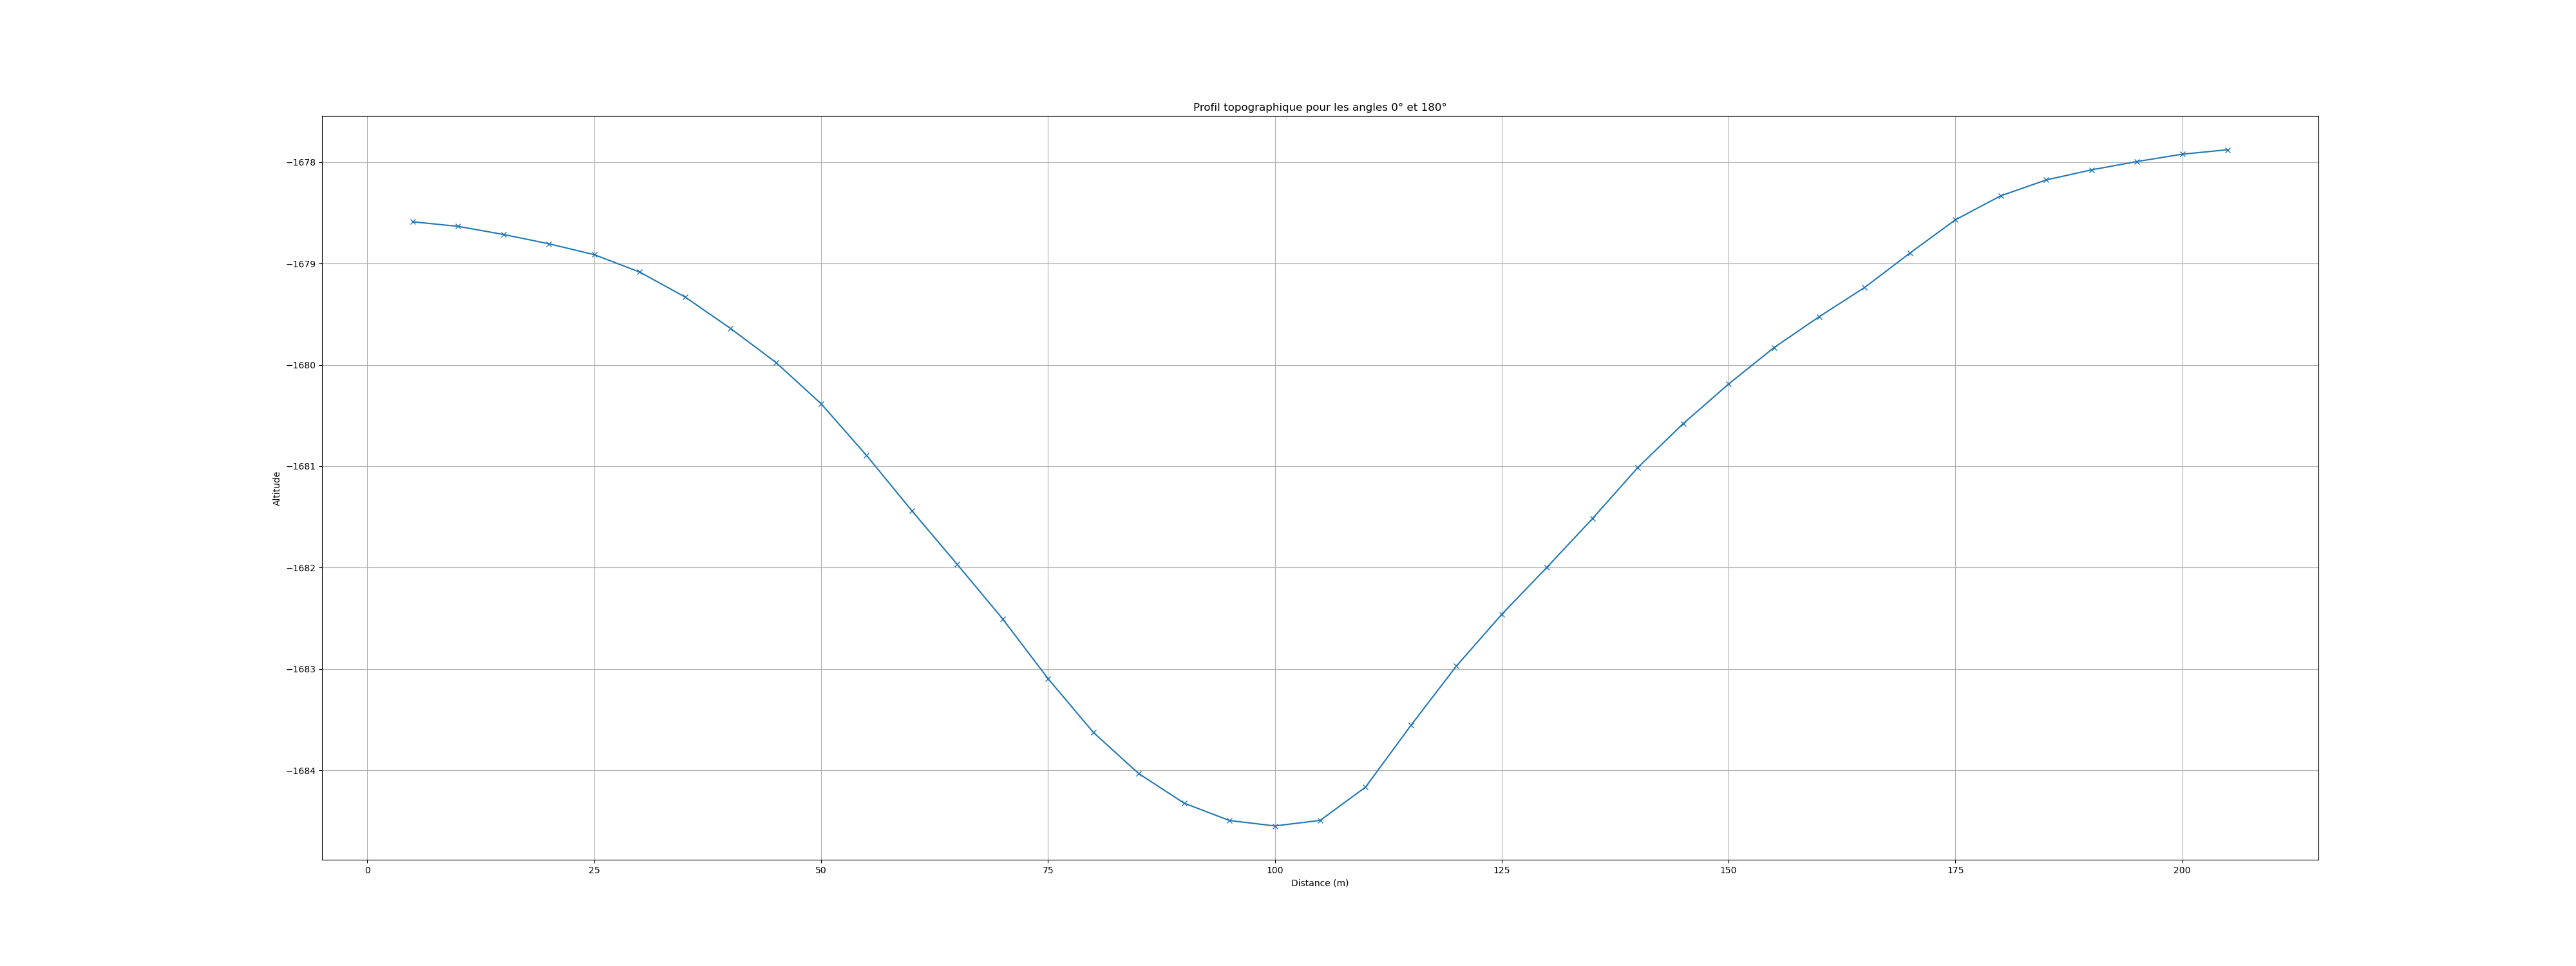 Profil topographique pour les angles 0° et 180°
−1678
−1679
−1680
−1681
−1682
−1683
−1684
Altitude
0 25 50 75 100 125 150 175 200
Distance (m)